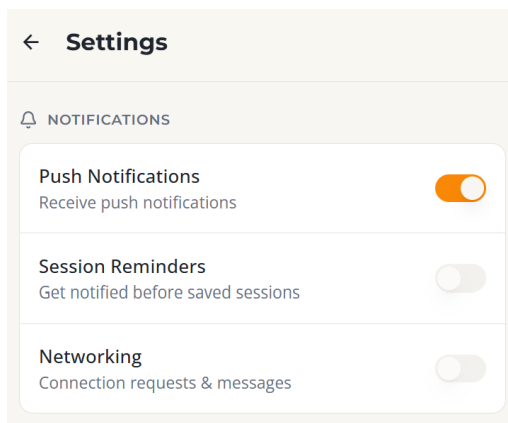 Settings
NOTIFICATIONS
Push Notifications
Receive push notifications
Session Reminders
Get notified before saved sessions
Networking
Connection requests & messages